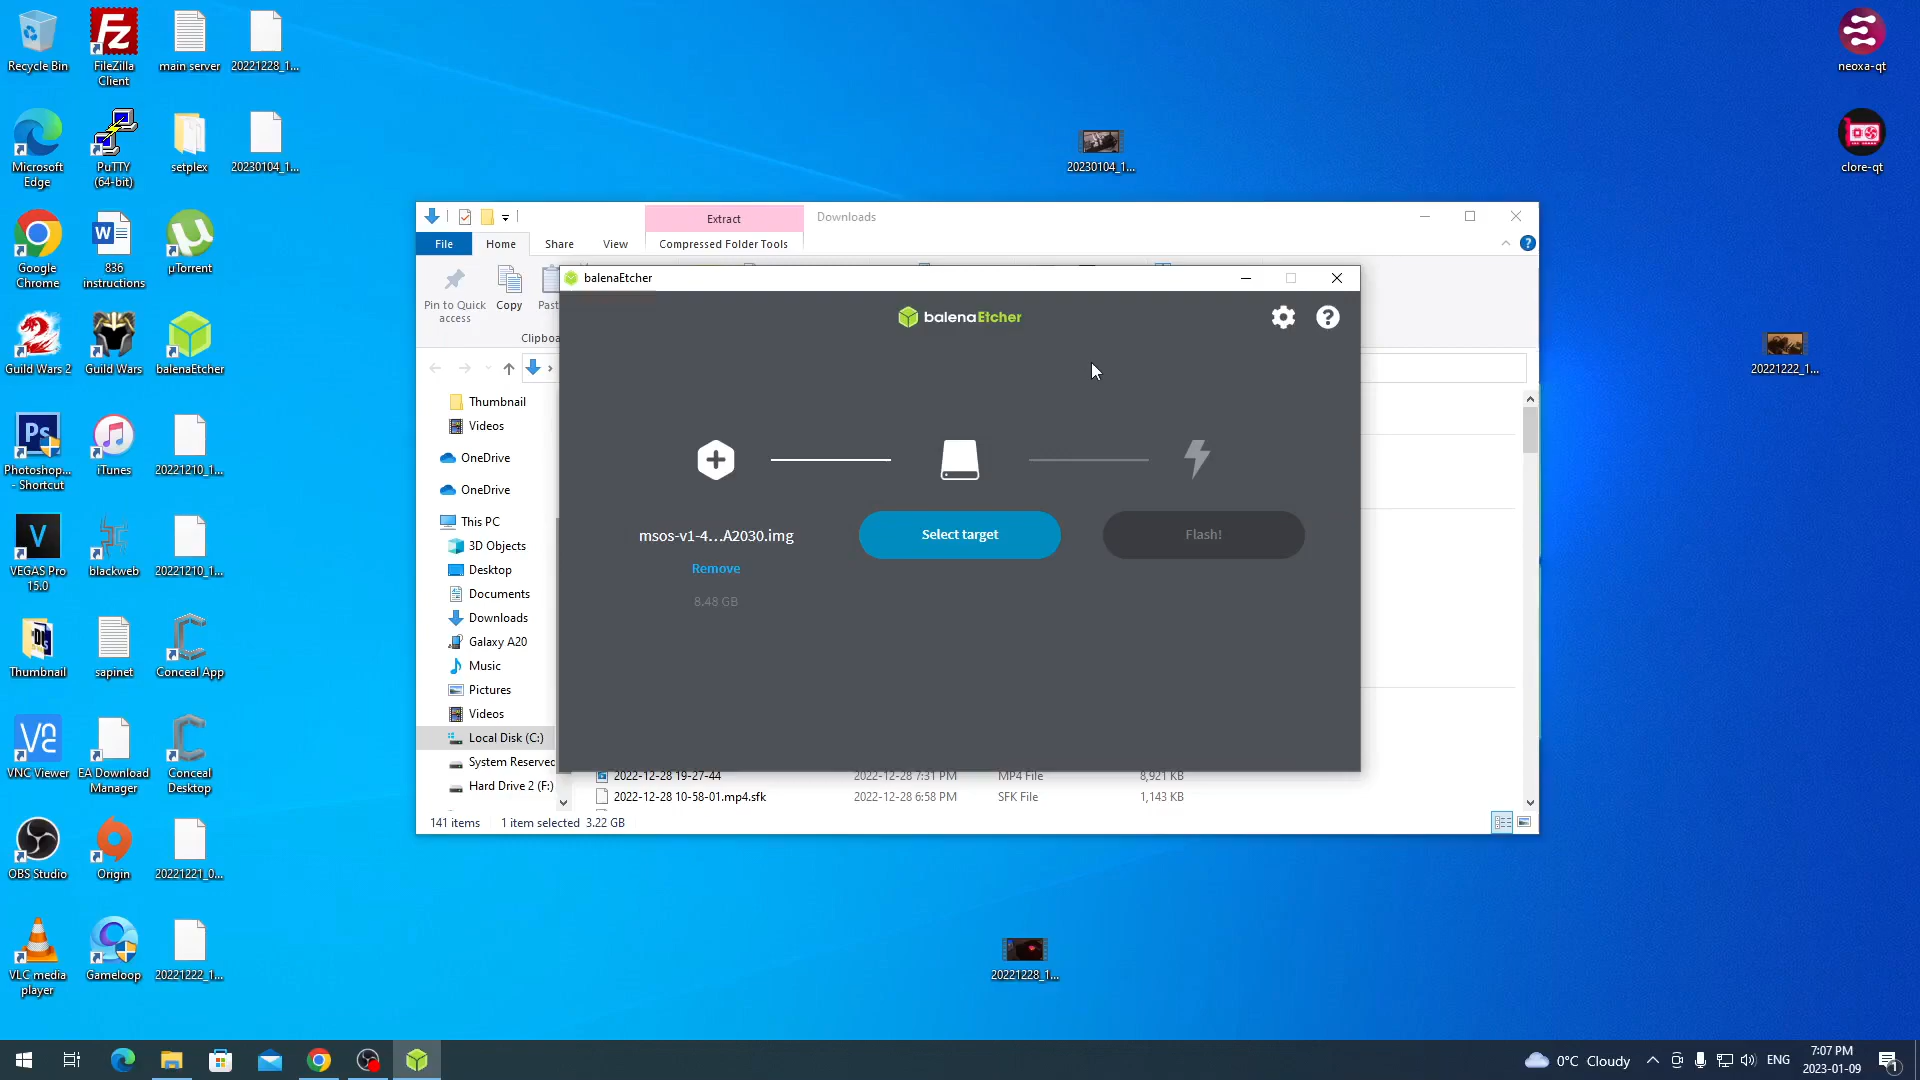 Recycle Bin
FileZilla
Client
main server
20221228_1...
neoxa-qt
Microsoft
Edge
PuTTY
(64-bit)
setplex
20230104_1...
20230104_1...
clore-qt
Google
Chrome
836
instructions
µTorrent
Guild Wars 2
Guild Wars
balenaEtcher
20221222_1...
Photoshop...
- Shortcut
iTunes
20221210_1...
VEGAS Pro
15.0
blackweb
20221210_1...
Thumbnail
sapinet
Conceal App
VNC Viewer
EA Download
Manager
Conceal
Desktop
OBS Studio
Origin
20221221_0...
VLC media
player
Gameloop
20221222_1...
20221228_1...
Extract
Downloads
File
Home
Share
View
Compressed Folder Tools
Pin to Quick
access
Copy
Past
Clipboa
Thumbnail
Videos
OneDrive
OneDrive
This PC
3D Objects
Desktop
Documents
Downloads
Galaxy A20
Music
Pictures
Videos
Local Disk (C:)
System Reserved
Hard Drive 2 (F:)
balenaEtcher
balenaEtcher
msos-v1-4...A2030.img
Remove
8.48 GB
Select target
Flash!
2022-12-28 19-27-44
2022-12-28 7:31 PM
MP4 File
8,921 KB
2022-12-28 10-58-01.mp4.sfk
2022-12-28 6:58 PM
SFK File
1,143 KB
141 items
1 item selected 3.22 GB
0°C Cloudy
ENG
7:07 PM
2023-01-09
1